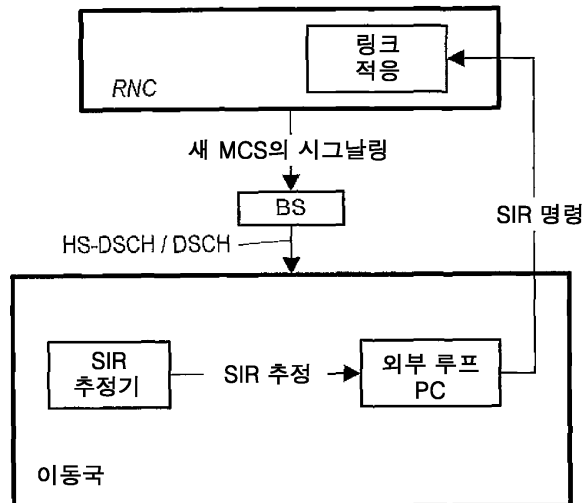 링크
적응
RNC
새 MCS의 시그날링
BS
SIR 명령
HS-DSCH / DSCH
SIR
추정기
SIR 추정
외부 루프
PC
이동국